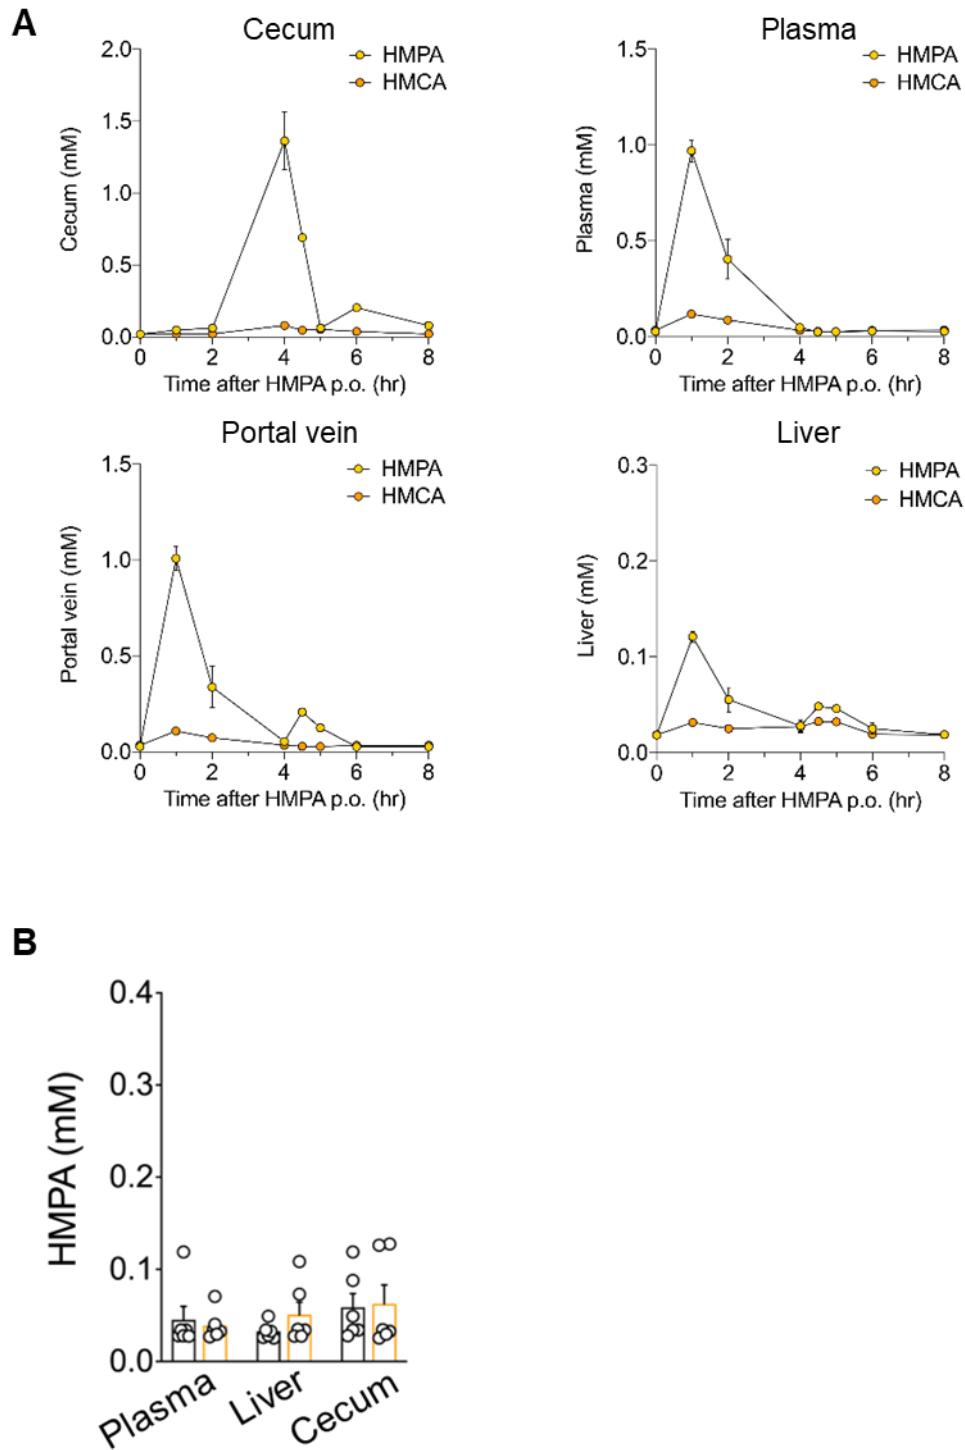 A
Cecum
HMPA
HMCA
Cecum (mM)
2.0
1.5
1.0
0.5
0.0
0 2 4 6 8
Time after HMPA p.o. (hr)
Plasma
HMPA
HMCA
Plasma (mM)
1.5
1.0
0.5
0.0
0 2 4 6 8
Time after HMPA p.o. (hr)
Portal vein
HMPA
HMCA
Portal vein (mM)
1.5
1.0
0.5
0.0
0 2 4 6 8
Time after HMPA p.o. (hr)
Liver
HMPA
HMCA
Liver (mM)
0.3
0.2
0.1
0.0
0 2 4 6 8
Time after HMPA p.o. (hr)
B
HMPA (mM)
0.4
0.3
0.2
0.1
0.0
Plasma
Liver
Cecum